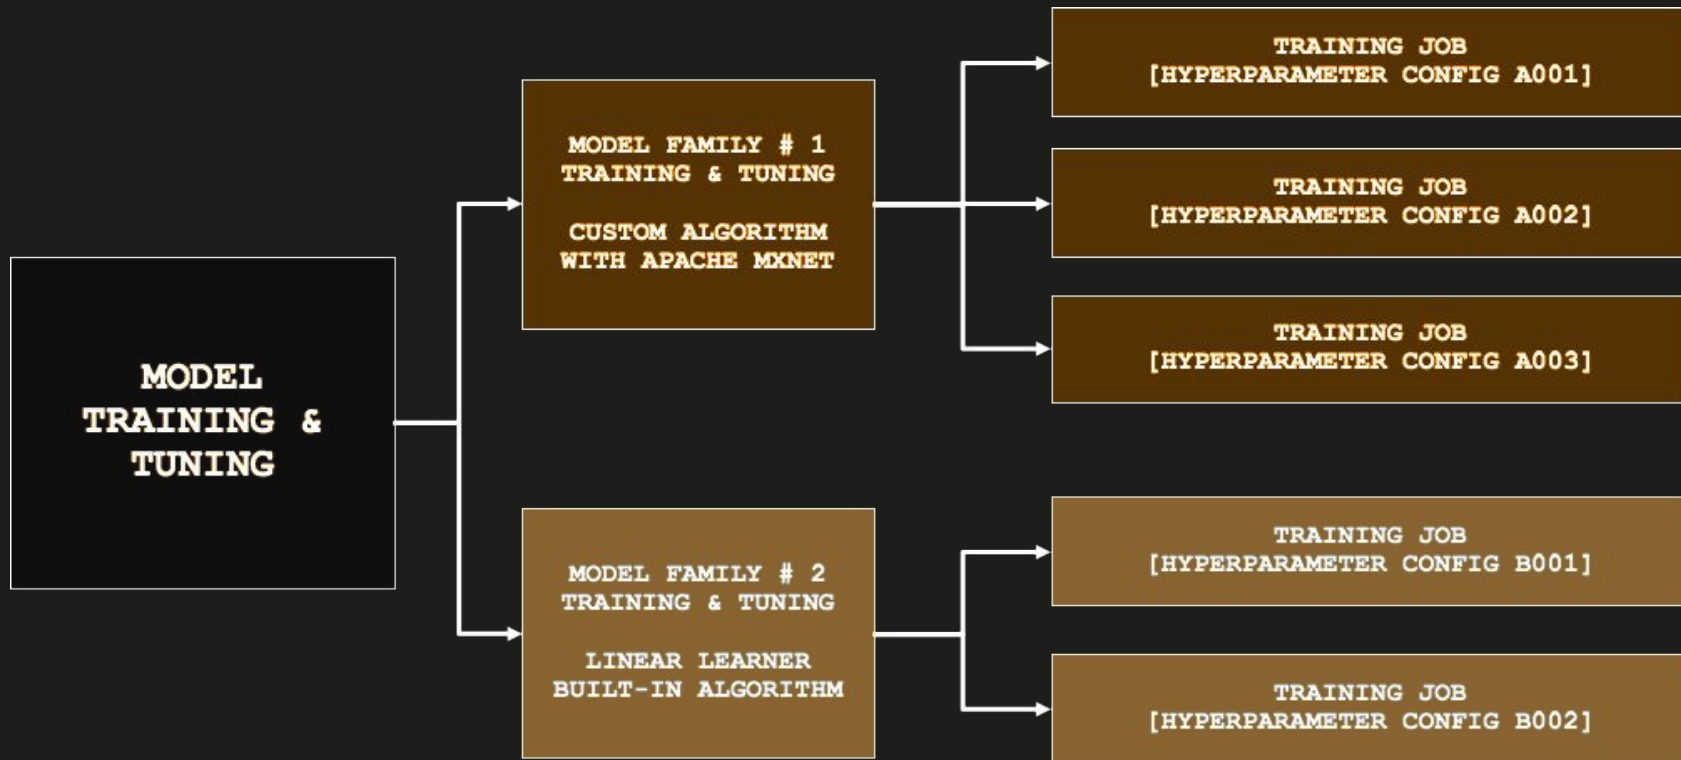 MODEL
TRAINING &
TUNING
MODEL FAMILY # 1
TRAINING & TUNING
CUSTOM ALGORITHM
WITH APACHE MXNET
TRAINING JOB
[HYPERPARAMETER CONFIG A001]
TRAINING JOB
[HYPERPARAMETER CONFIG A002]
TRAINING JOB
[HYPERPARAMETER CONFIG A003]
MODEL FAMILY # 2
TRAINING & TUNING
LINEAR LEARNER
BUILT-IN ALGORITHM
TRAINING JOB
[HYPERPARAMETER CONFIG B001]
TRAINING JOB
[HYPERPARAMETER CONFIG B002]